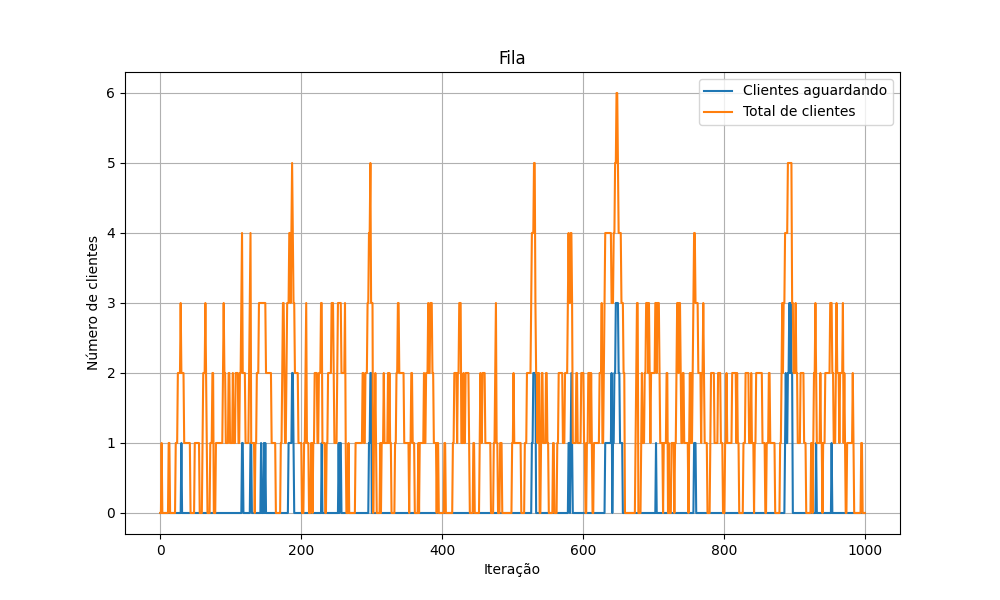 Fila
Clientes aguardando
Total de clientes
Número de clientes
6
5
4
3
2
1
0
0 200 400 600 800 1000
Iteração